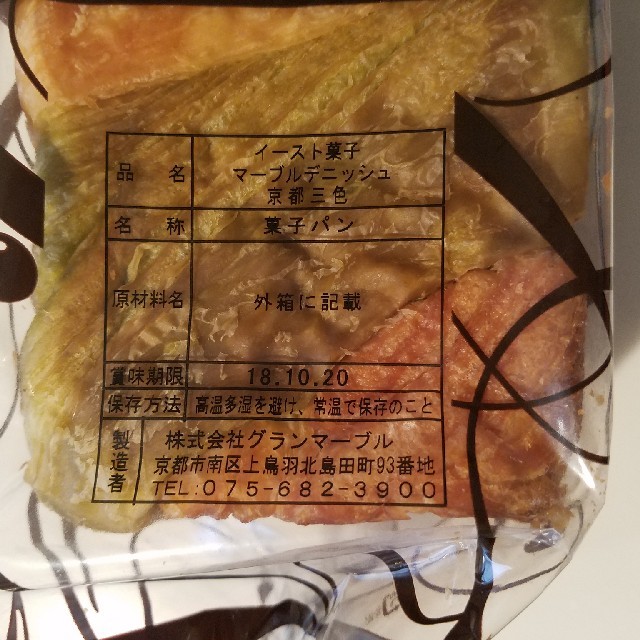 品名
イースト菓子
マーブルデニッシュ
京都三色
名称 菓子パン
原材料名 外箱に記載
賞味期限 18.10.20
保存方法 高温多湿を避け、常温で保存のこと
製造者
株式会社グランマーブル
京都市南区上鳥羽北島田町93番地
TEL:075-682-3900